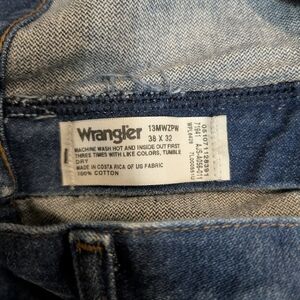 Wrangler
13MWZPW
38 X 32
MACHINE WASH HOT AND INSIDE OUT FIRST
THREE TIMES WITH LIKE COLORS, TUMBLE
DRY
MADE IN COSTA RICA OF US FABRIC
100% COTTON